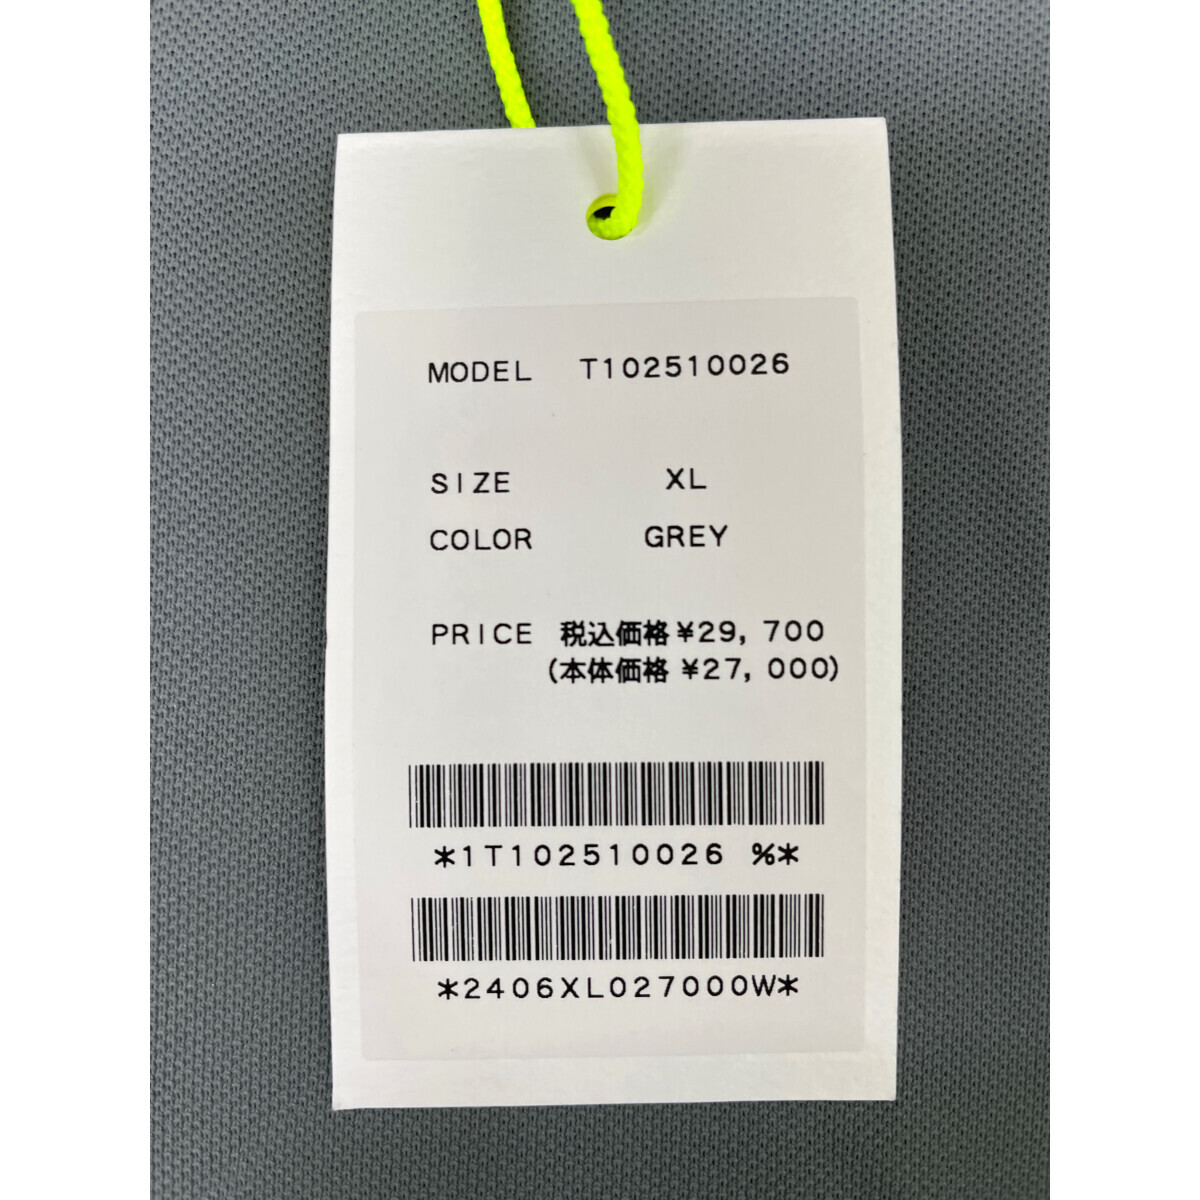 MODEL T102510026
SIZE XL
COLOR GREY
PRICE 税込価格 ¥29, 700
(本体価格 ¥27, 000)
*1T102510026 %*
*2406XL027000W*